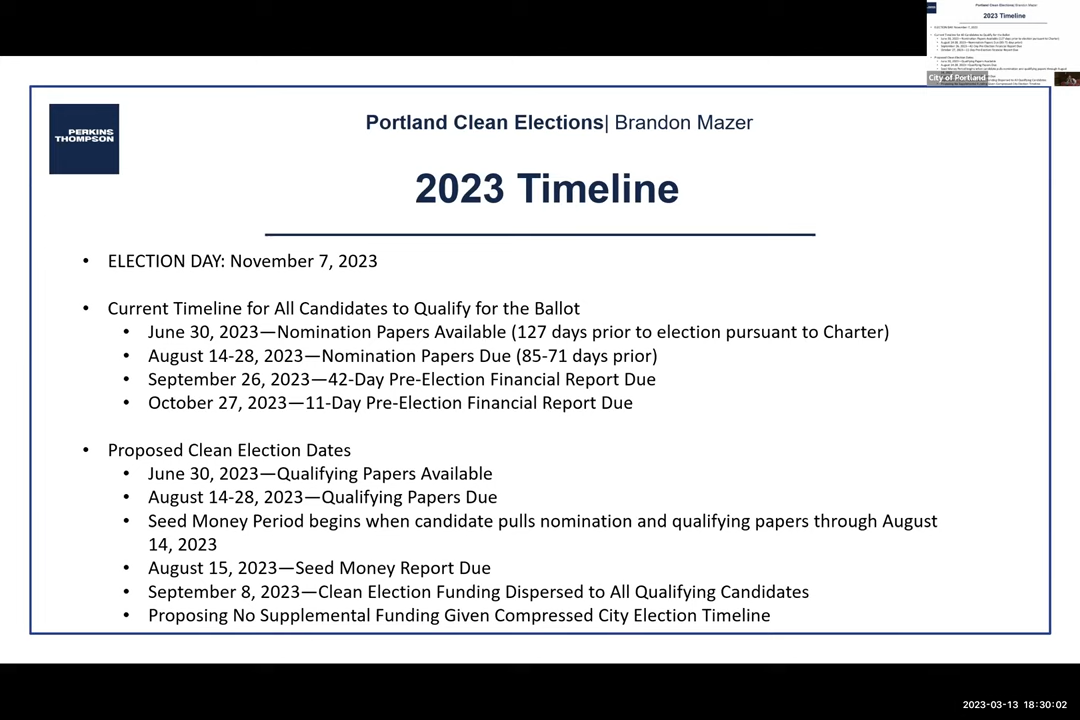 PERKINS
THOMPSON
Portland Clean Elections| Brandon Mazer
2023 Timeline
• ELECTION DAY: November 7, 2023
• Current Timeline for All Candidates to Qualify for the Ballot
• June 30, 2023—Nomination Papers Available (127 days prior to election pursuant to Charter)
• August 14-28, 2023—Nomination Papers Due (85-71 days prior)
• September 26, 2023—42-Day Pre-Election Financial Report Due
• October 27, 2023—11-Day Pre-Election Financial Report Due
• Proposed Clean Election Dates
• June 30, 2023—Qualifying Papers Available
• August 14-28, 2023—Qualifying Papers Due
• Seed Money Period begins when candidate pulls nomination and qualifying papers through August
14, 2023
• August 15, 2023—Seed Money Report Due
• September 8, 2023—Clean Election Funding Dispersed to All Qualifying Candidates
• Proposing No Supplemental Funding Given Compressed City Election Timeline
2023 Timeline
City of Portland
2023-03-13 18:30:02